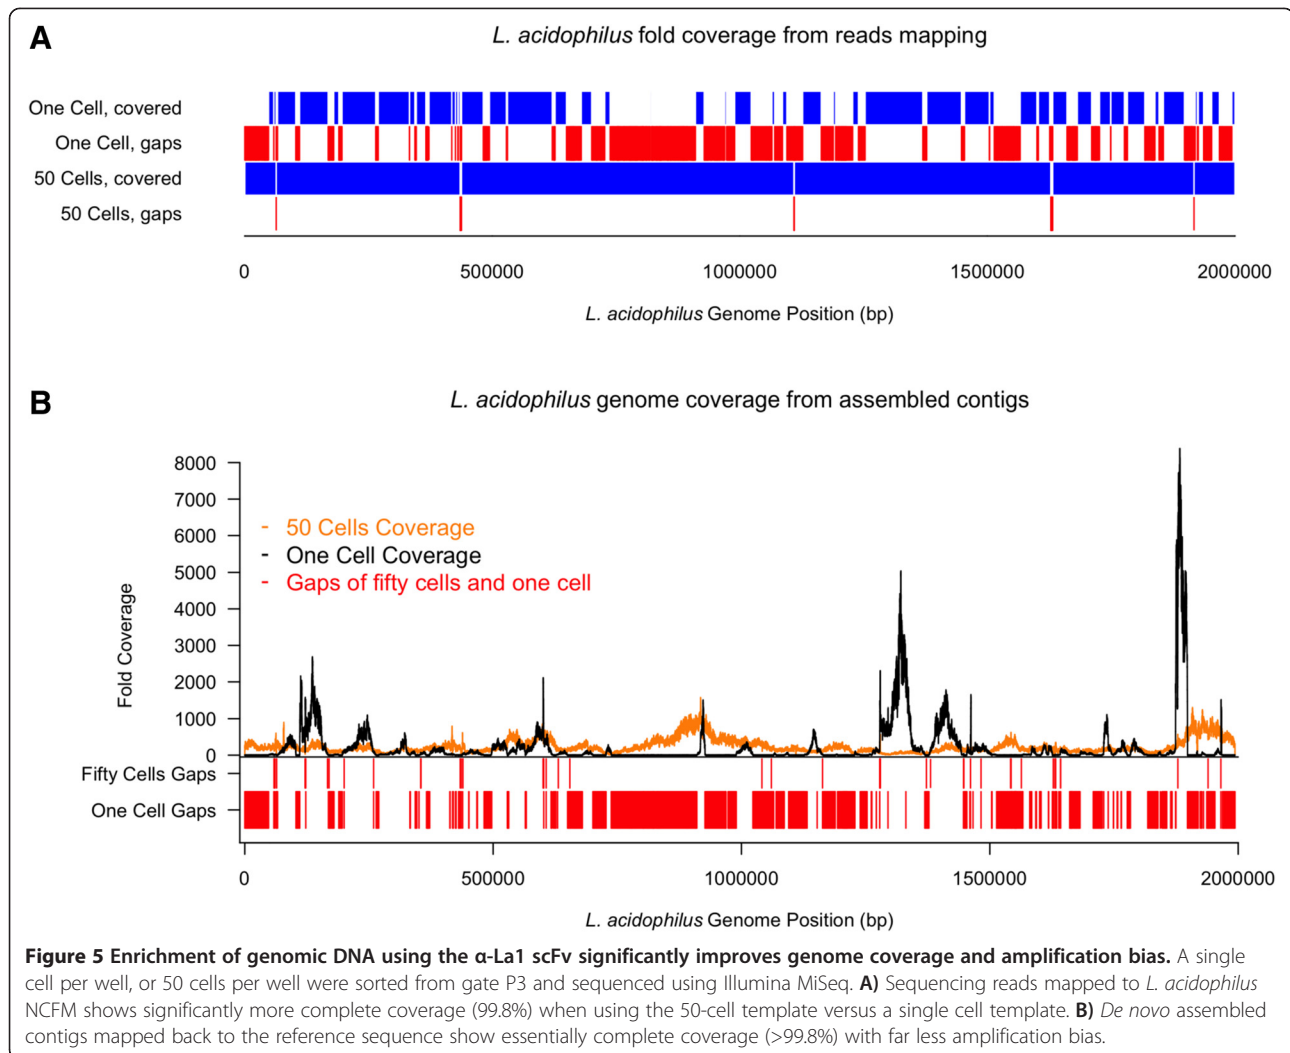 A
L. acidophilus fold coverage from reads mapping
One Cell, covered
One Cell, gaps
50 Cells, covered
50 Cells, gaps
0 500000 1000000 1500000 2000000
L. acidophilus Genome Position (bp)
B
L. acidophilus genome coverage from assembled contigs
8000
7000
6000
5000
4000
3000
2000
1000
0
Fold Coverage
- 50 Cells Coverage
- One Cell Coverage
- Gaps of fifty cells and one cell
Fifty Cells Gaps
One Cell Gaps
0 500000 1000000 1500000 2000000
L. acidophilus Genome Position (bp)
Figure 5 Enrichment of genomic DNA using the α-La1 scFv significantly improves genome coverage and amplification bias. A single
cell per well, or 50 cells per well were sorted from gate P3 and sequenced using Illumina MiSeq. A) Sequencing reads mapped to L. acidophilus
NCFM shows significantly more complete coverage (99.8%) when using the 50-cell template versus a single cell template. B) De novo assembled
contigs mapped back to the reference sequence show essentially complete coverage (>99.8%) with far less amplification bias.